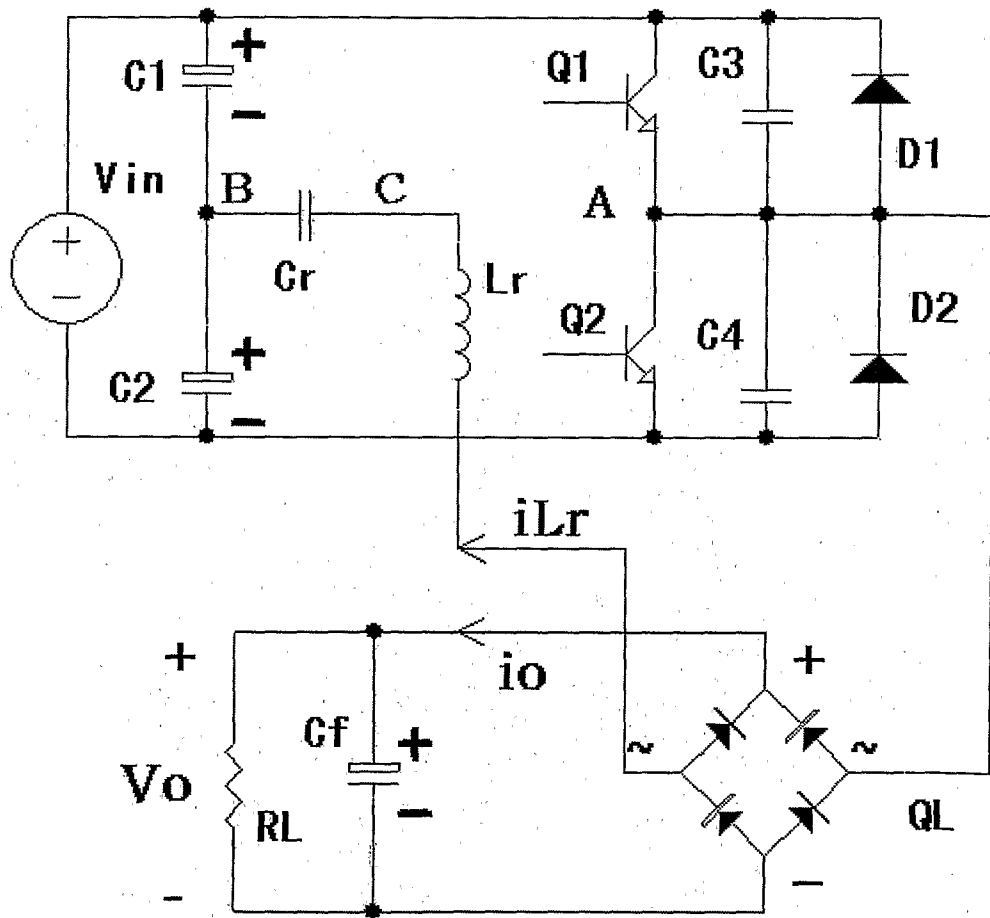 +
C1
-
Q1
C3
D1
Vin
B
C
A
+
-
Cr
Lr
Q2
C4
D2
C2
+
-
iLr
+
io
+
Cf
+
-
~
~
Vo
RL
QL
-
-